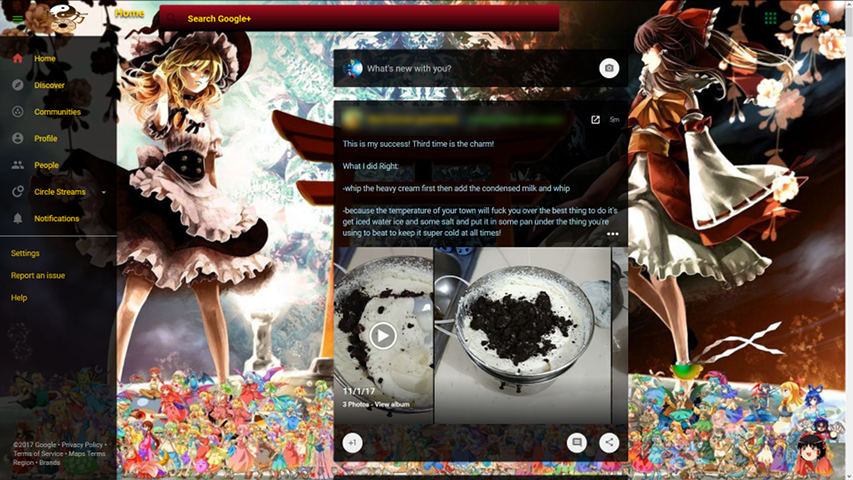 Home
Search Google+
Home
Discover
Communities
Profile
People
Circle Streams
Notifications
Settings
Report an issue
Help
©2017 Google • Privacy Policy •
Terms of Service • Maps Terms
Region • Brands
What's new with you?
5m
This is my success! Third time is the charm!
What I did Right:
-whip the heavy cream first then add the condensed milk and whip
-because the temperature of your town will fuck you over the best thing to do it's
get iced water ice and some salt and put it in some pan under the thing you're
using to beat to keep it super cold at all times!
11/1/17
3 Photos - View album
+1